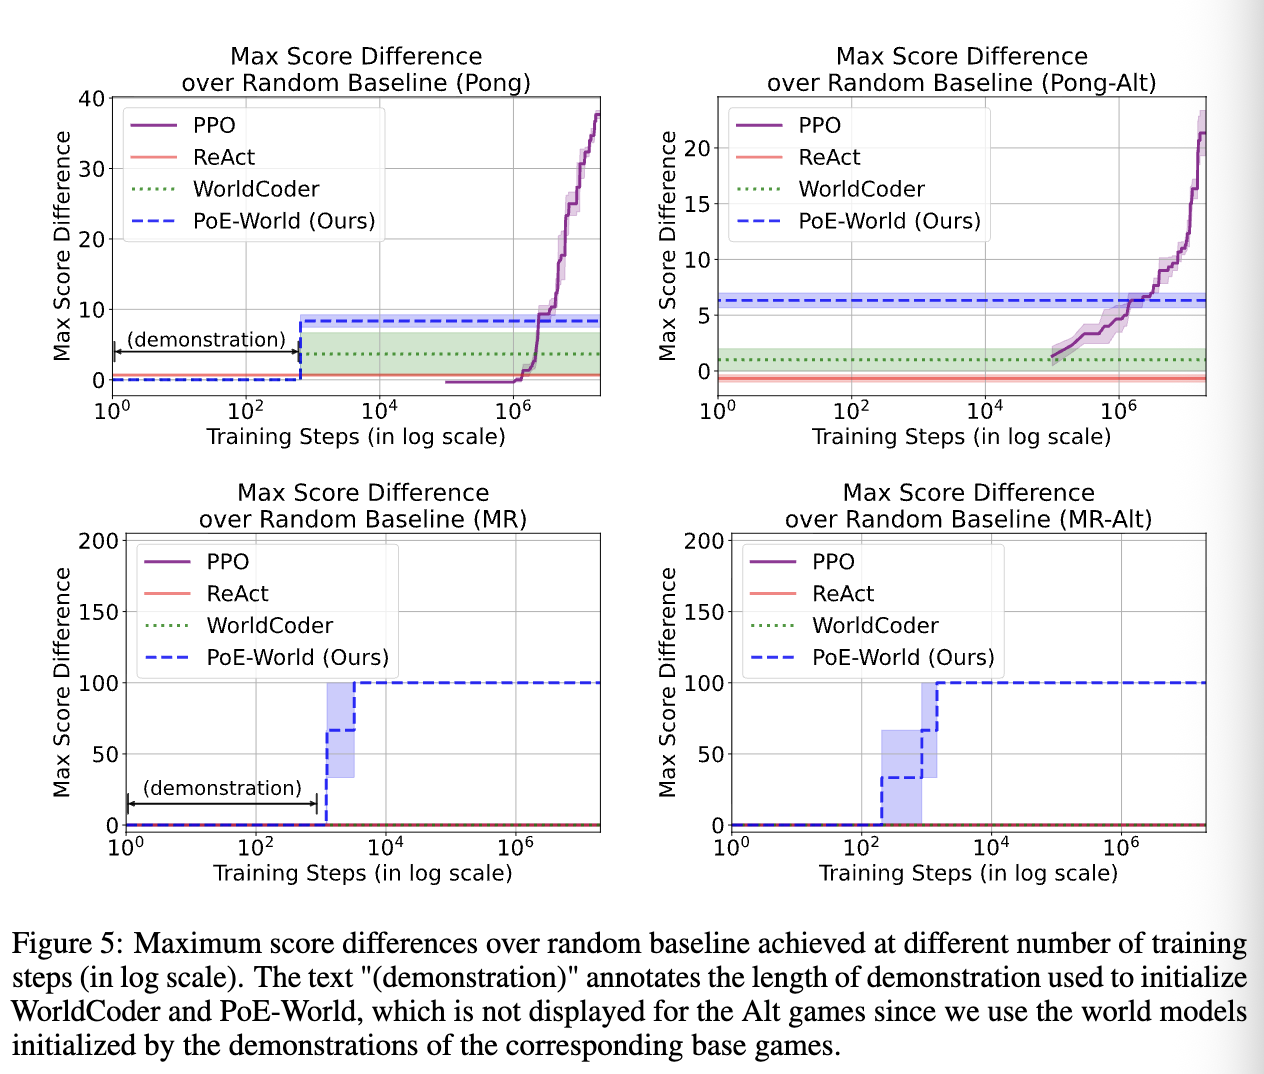 Max Score Difference
over Random Baseline (Pong)
40
30
20
10
0
Max Score Difference
PPO
ReAct
WorldCoder
PoE-World (Ours)
(demonstration)
10^0
10^2
10^4
10^6
Training Steps (in log scale)
Max Score Difference
over Random Baseline (Pong-Alt)
20
15
10
5
0
Max Score Difference
PPO
ReAct
WorldCoder
PoE-World (Ours)
10^0
10^2
10^4
10^6
Training Steps (in log scale)
Max Score Difference
over Random Baseline (MR)
200
150
100
50
0
Max Score Difference
PPO
ReAct
WorldCoder
PoE-World (Ours)
(demonstration)
10^0
10^2
10^4
10^6
Training Steps (in log scale)
Max Score Difference
over Random Baseline (MR-Alt)
200
150
100
50
0
Max Score Difference
PPO
ReAct
WorldCoder
PoE-World (Ours)
10^0
10^2
10^4
10^6
Training Steps (in log scale)
Figure 5: Maximum score differences over random baseline achieved at different number of training
steps (in log scale). The text "(demonstration)" annotates the length of demonstration used to initialize
WorldCoder and PoE-World, which is not displayed for the Alt games since we use the world models
initialized by the demonstrations of the corresponding base games.